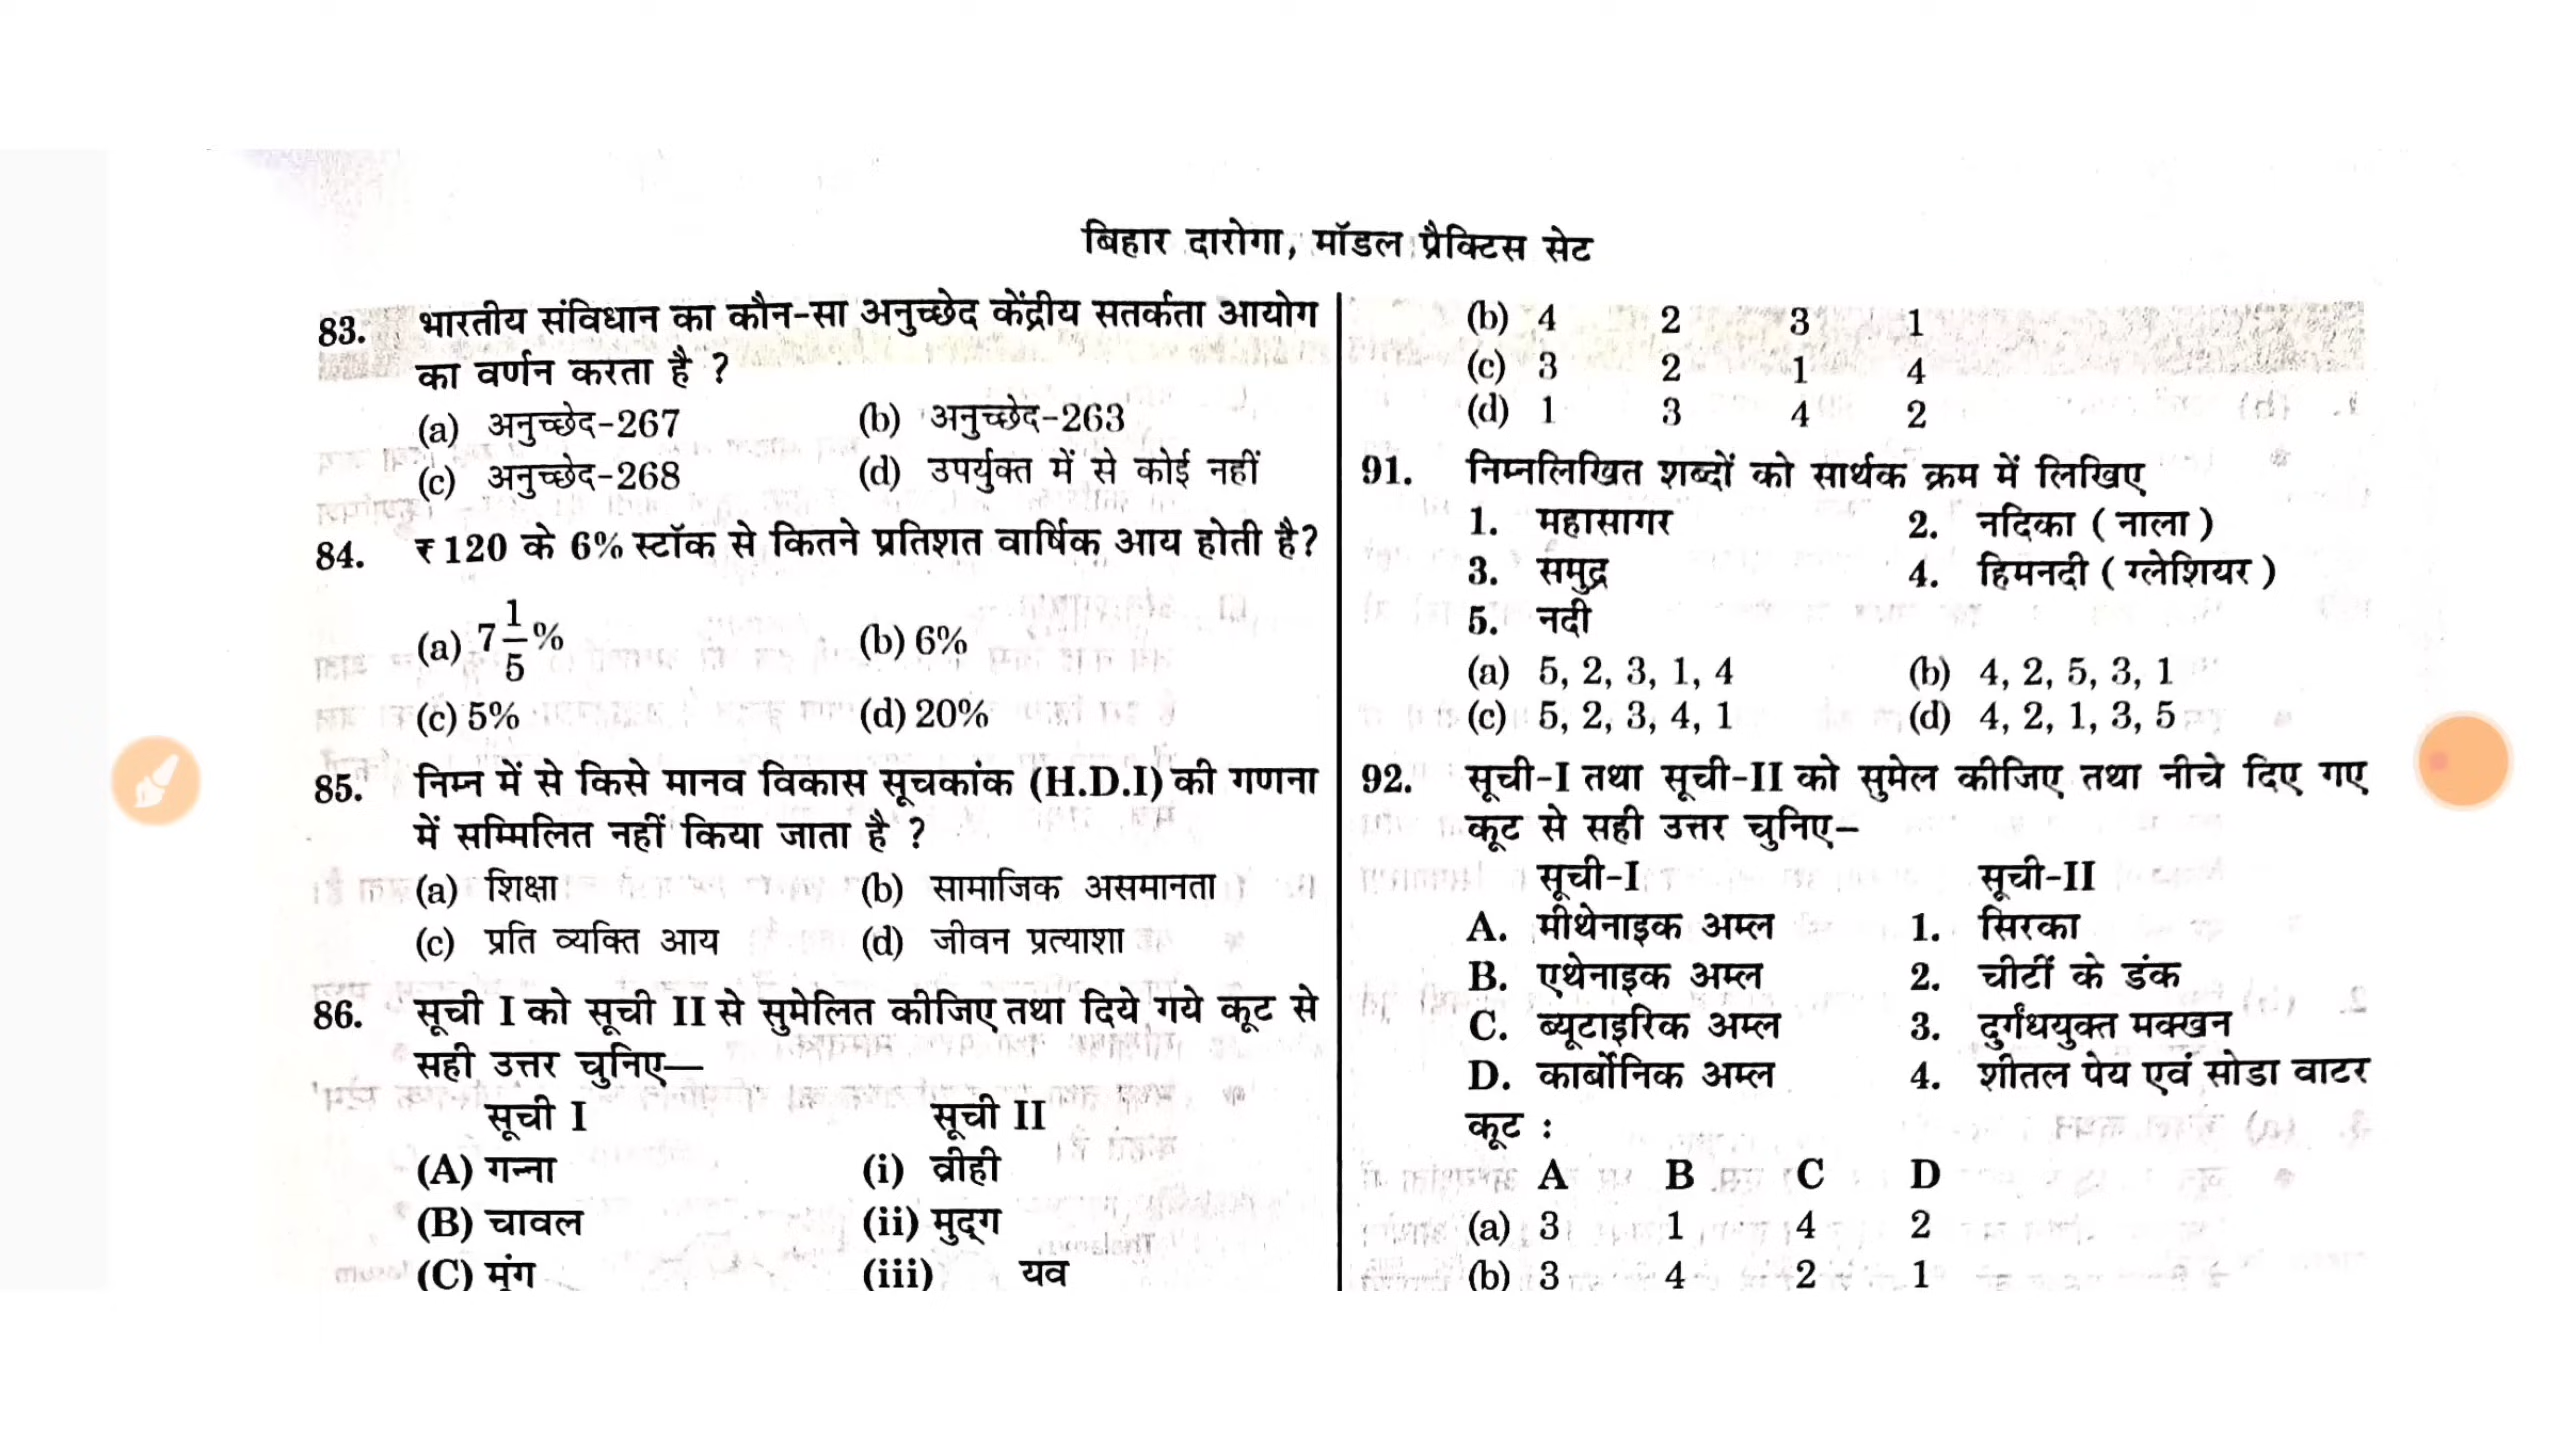 बिहार दारोगा, मॉडल प्रैक्टिस सेट
83. भारतीय संविधान का कौन-सा अनुच्छेद केंद्रीय सतर्कता आयोग
का वर्णन करता है ?
(a) अनुच्छेद-267 (b) अनुच्छेद-263
(c) अनुच्छेद-268 (d) उपर्युक्त में से कोई नहीं
84. ₹ 120 के 6% स्टॉक से कितने प्रतिशत वार्षिक आय होती है?
(a) 7 1/5 % (b) 6%
(c) 5% (d) 20%
85. निम्न में से किसे मानव विकास सूचकांक (H.D.I) की गणना
में सम्मिलित नहीं किया जाता है ?
(a) शिक्षा (b) सामाजिक असमानता
(c) प्रति व्यक्ति आय (d) जीवन प्रत्याशा
86. सूची I को सूची II से सुमेलित कीजिए तथा दिये गये कूट से
सही उत्तर चुनिए—
सूची I सूची II
(A) गन्ना (i) व्रीही
(B) चावल (ii) मुद्ग
(C) मूंग (iii) यव
(b) 4 2 3 1
(c) 3 2 1 4
(d) 1 3 4 2
91. निम्नलिखित शब्दों को सार्थक क्रम में लिखिए
1. महासागर 2. नदिका ( नाला )
3. समुद्र 4. हिमनदी ( ग्लेशियर )
5. नदी
(a) 5, 2, 3, 1, 4 (b) 4, 2, 5, 3, 1
(c) 5, 2, 3, 4, 1 (d) 4, 2, 1, 3, 5
92. सूची-I तथा सूची-II को सुमेल कीजिए तथा नीचे दिए गए
कूट से सही उत्तर चुनिए–
सूची-I सूची-II
A. मीथेनाइक अम्ल 1. सिरका
B. एथेनाइक अम्ल 2. चीटीं के डंक
C. ब्यूटाइरिक अम्ल 3. दुर्गंधयुक्त मक्खन
D. कार्बोनिक अम्ल 4. शीतल पेय एवं सोडा वाटर
कूट :
A B C D
(a) 3 1 4 2
(b) 3 4 2 1